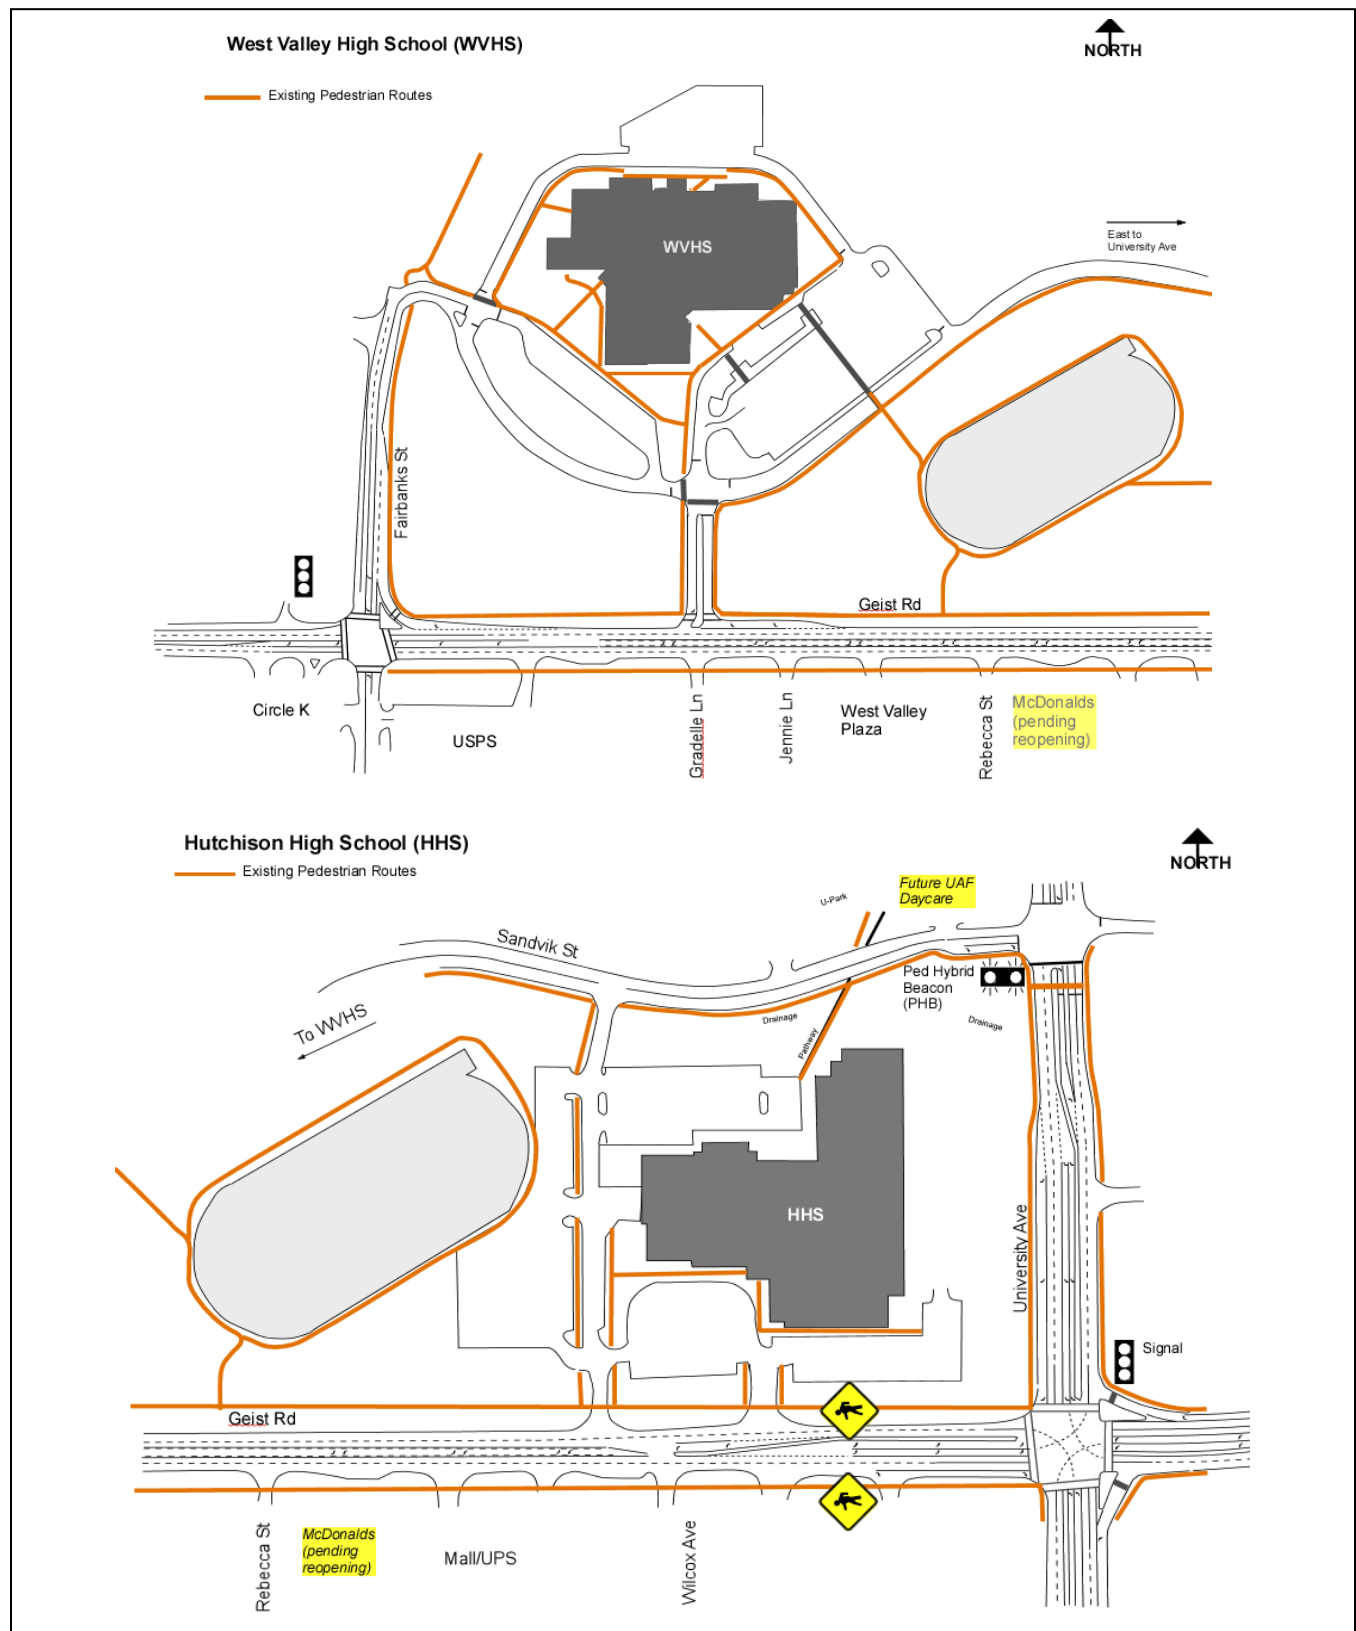 West Valley High School (WVHS)
NORTH
Existing Pedestrian Routes
WVHS
East to
University Ave
Fairbanks St
Geist Rd
Circle K
USPS
Gradelle Ln
Jennie Ln
West Valley
Plaza
Rebecca St
McDonalds
(pending
reopening)
Hutchison High School (HHS)
NORTH
Existing Pedestrian Routes
U-Park
Future UAF
Daycare
Sandvik St
Ped Hybrid
Beacon
(PHB)
To WVHS
Drainage
Drainage
Pathway
HHS
University Ave
Signal
Geist Rd
Rebecca St
McDonalds
(pending
reopening)
Mall/UPS
Wilcox Ave